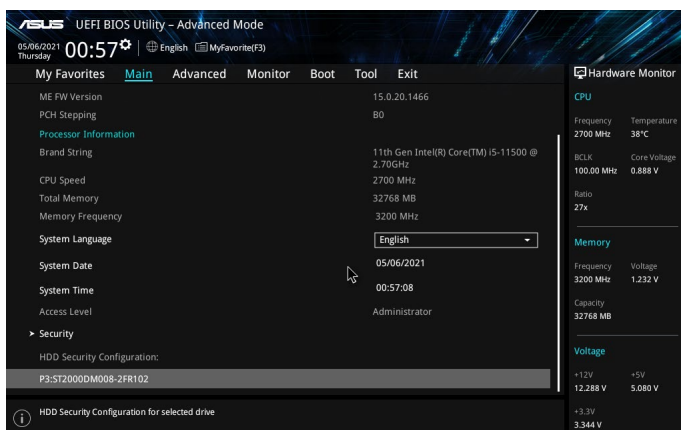 ASUS UEFI BIOS Utility – Advanced Mode
05/06/2021 Thursday 00:57 English MyFavorite(F3)
My Favorites Main Advanced Monitor Boot Tool Exit
ME FW Version 15.0.20.1466
PCH Stepping B0
Processor Information
Brand String 11th Gen Intel(R) Core(TM) i5-11500 @
2.70GHz
CPU Speed 2700 MHz
Total Memory 32768 MB
Memory Frequency 3200 MHz
System Language English
System Date 05/06/2021
System Time 00:57:08
Access Level Administrator
Security
HDD Security Configuration:
P3:ST2000DM008-2FR102
HDD Security Configuration for selected drive
Hardware Monitor
CPU
Frequency Temperature
2700 MHz 38°C
BCLK Core Voltage
100.00 MHz 0.888 V
Ratio
27x
Memory
Frequency Voltage
3200 MHz 1.232 V
Capacity
32768 MB
Voltage
+12V +5V
12.288 V 5.080 V
+3.3V
3.344 V